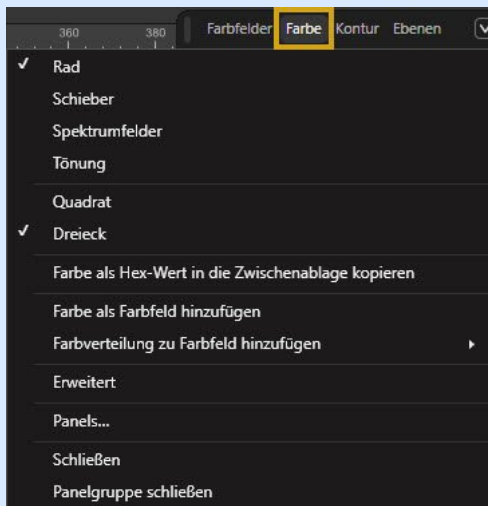 360 380 Farbfelder Farbe Kontur Ebenen
Rad
Schieber
Spektrumfelder
Tönung
Quadrat
Dreieck
Farbe als Hex-Wert in die Zwischenablage kopieren
Farbe als Farbfeld hinzufügen
Farbverteilung zu Farbfeld hinzufügen
Erweitert
Panels...
Schließen
Panelgruppe schließen